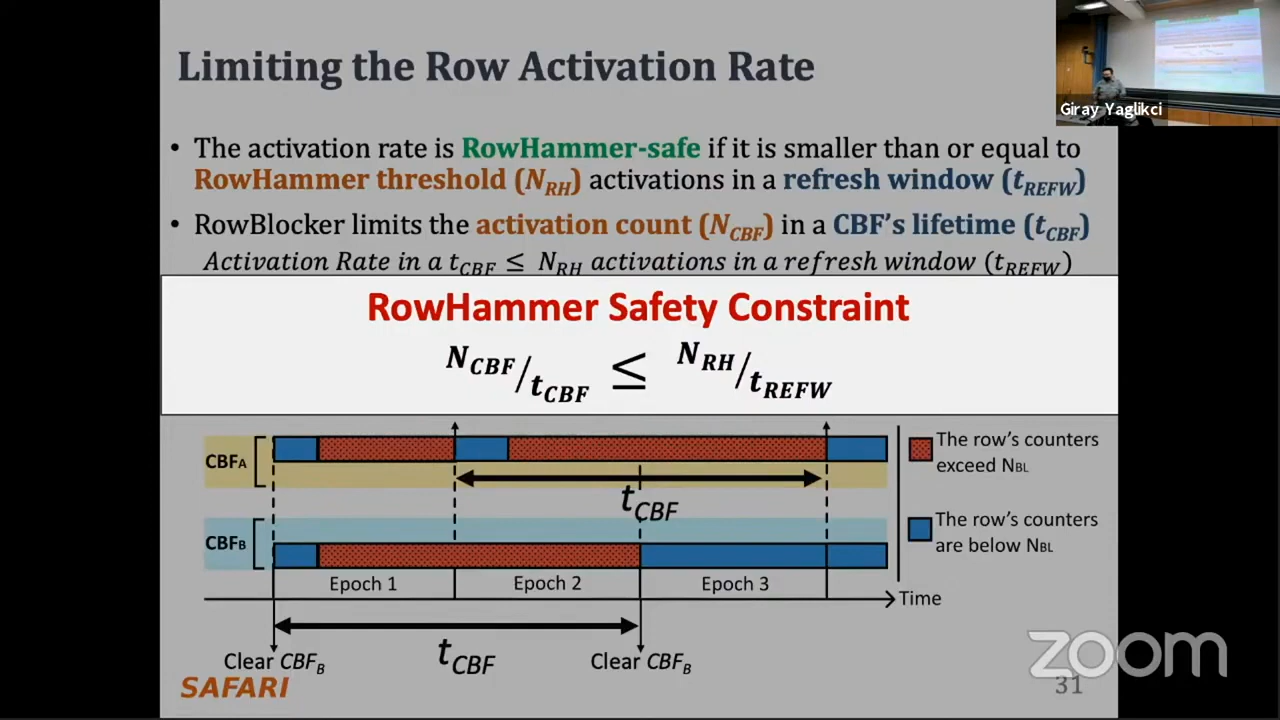 Limiting the Row Activation Rate
Giray Yaglikci
• The activation rate is RowHammer-safe if it is smaller than or equal to
RowHammer threshold (N_RH) activations in a refresh window (t_REFW)
• RowBlocker limits the activation count (N_CBF) in a CBF's lifetime (t_CBF)
Activation Rate in a t_CBF ≤ N_RH activations in a refresh window (t_REFW)
RowHammer Safety Constraint
N_CBF/t_CBF ≤ N_RH/t_REFW
CBF_A
t_CBF
The row's counters
exceed N_BL
CBF_B
The row's counters
are below N_BL
Epoch 1 Epoch 2 Epoch 3
Time
t_CBF
Clear CBF_B Clear CBF_B
SAFARI
zoom
31